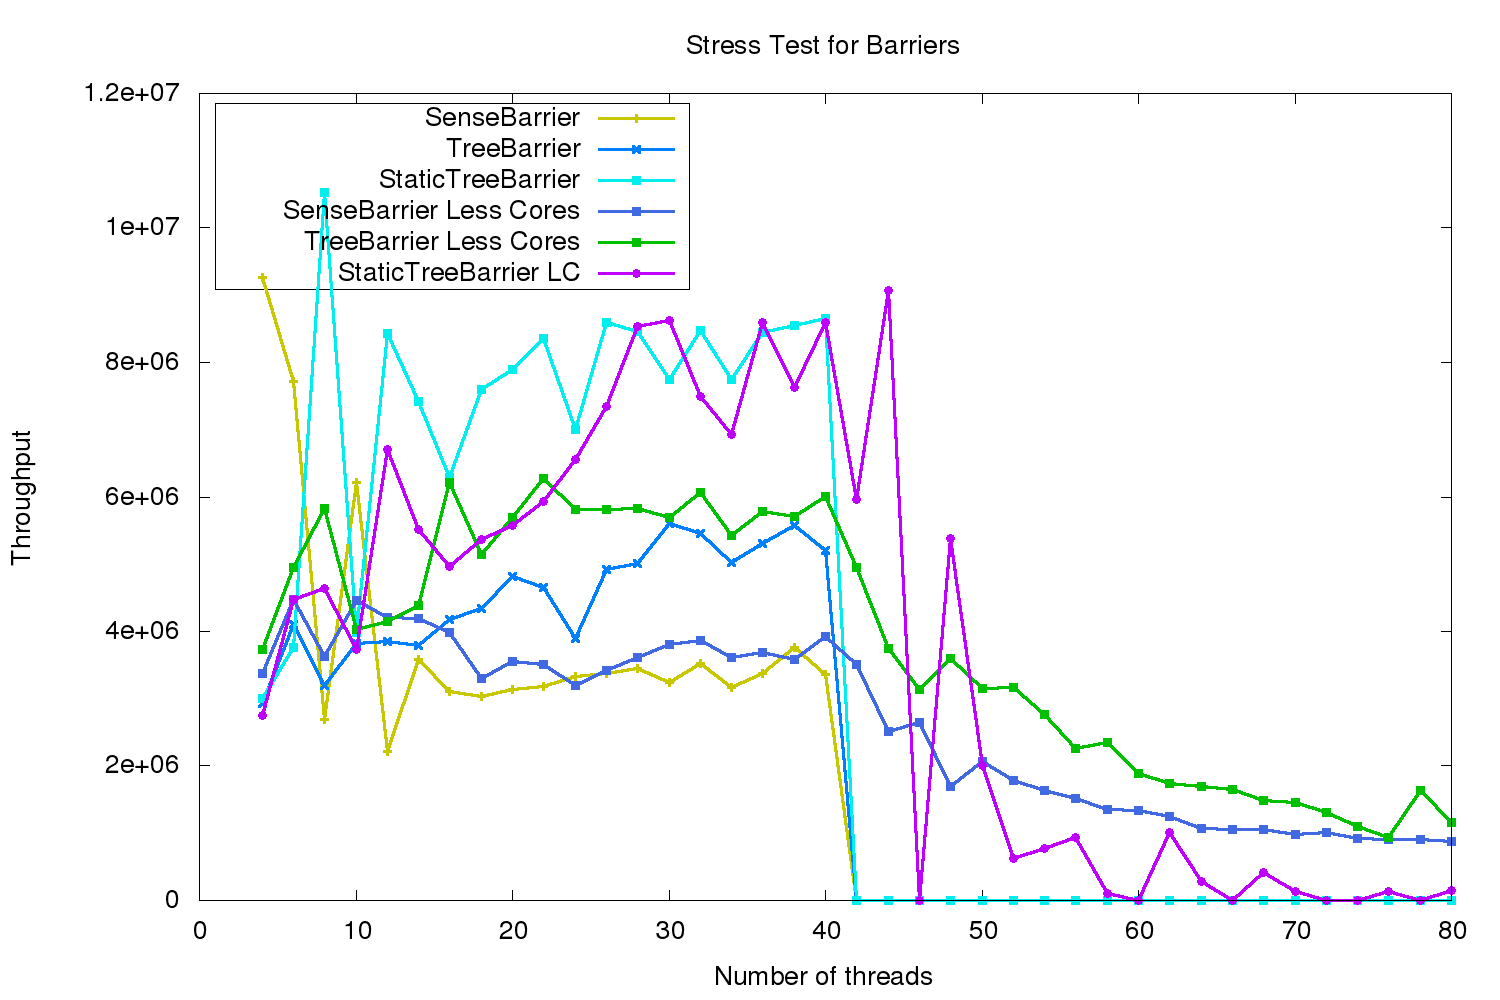 Stress Test for Barriers
1.2e+07
1e+07
8e+06
6e+06
4e+06
2e+06
0
Throughput
SenseBarrier
TreeBarrier
StaticTreeBarrier
SenseBarrier Less Cores
TreeBarrier Less Cores
StaticTreeBarrier LC
0 10 20 30 40 50 60 70 80
Number of threads